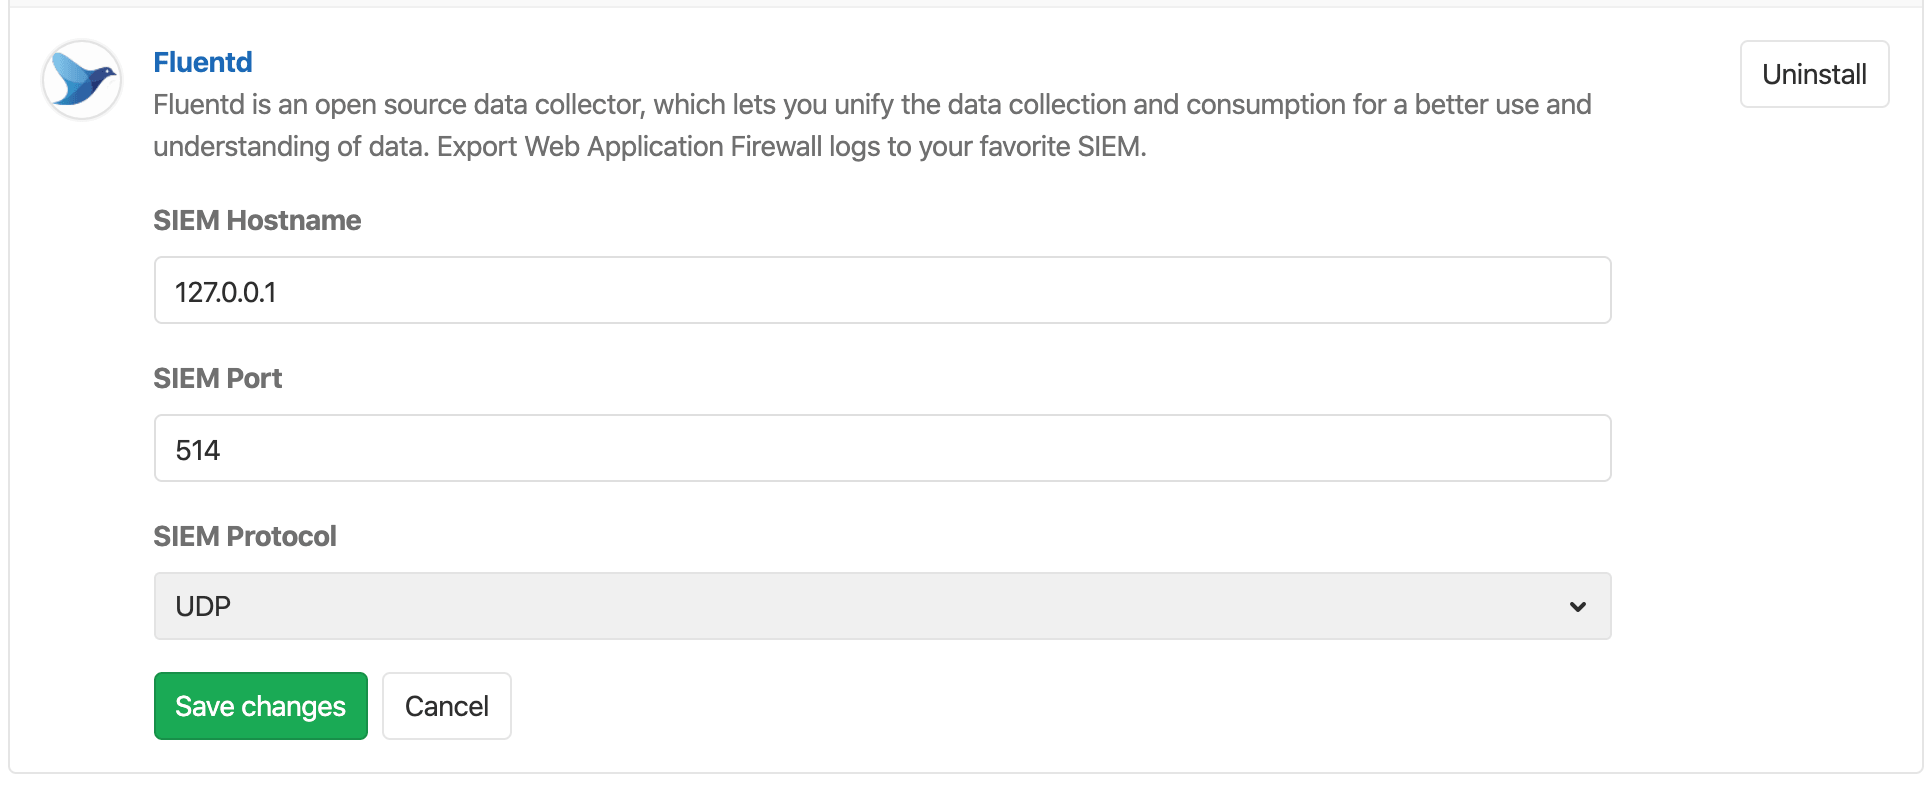 Fluentd
Uninstall
Fluentd is an open source data collector, which lets you unify the data collection and consumption for a better use and
understanding of data. Export Web Application Firewall logs to your favorite SIEM.
SIEM Hostname
127.0.0.1
SIEM Port
514
SIEM Protocol
UDP
Save changes
Cancel